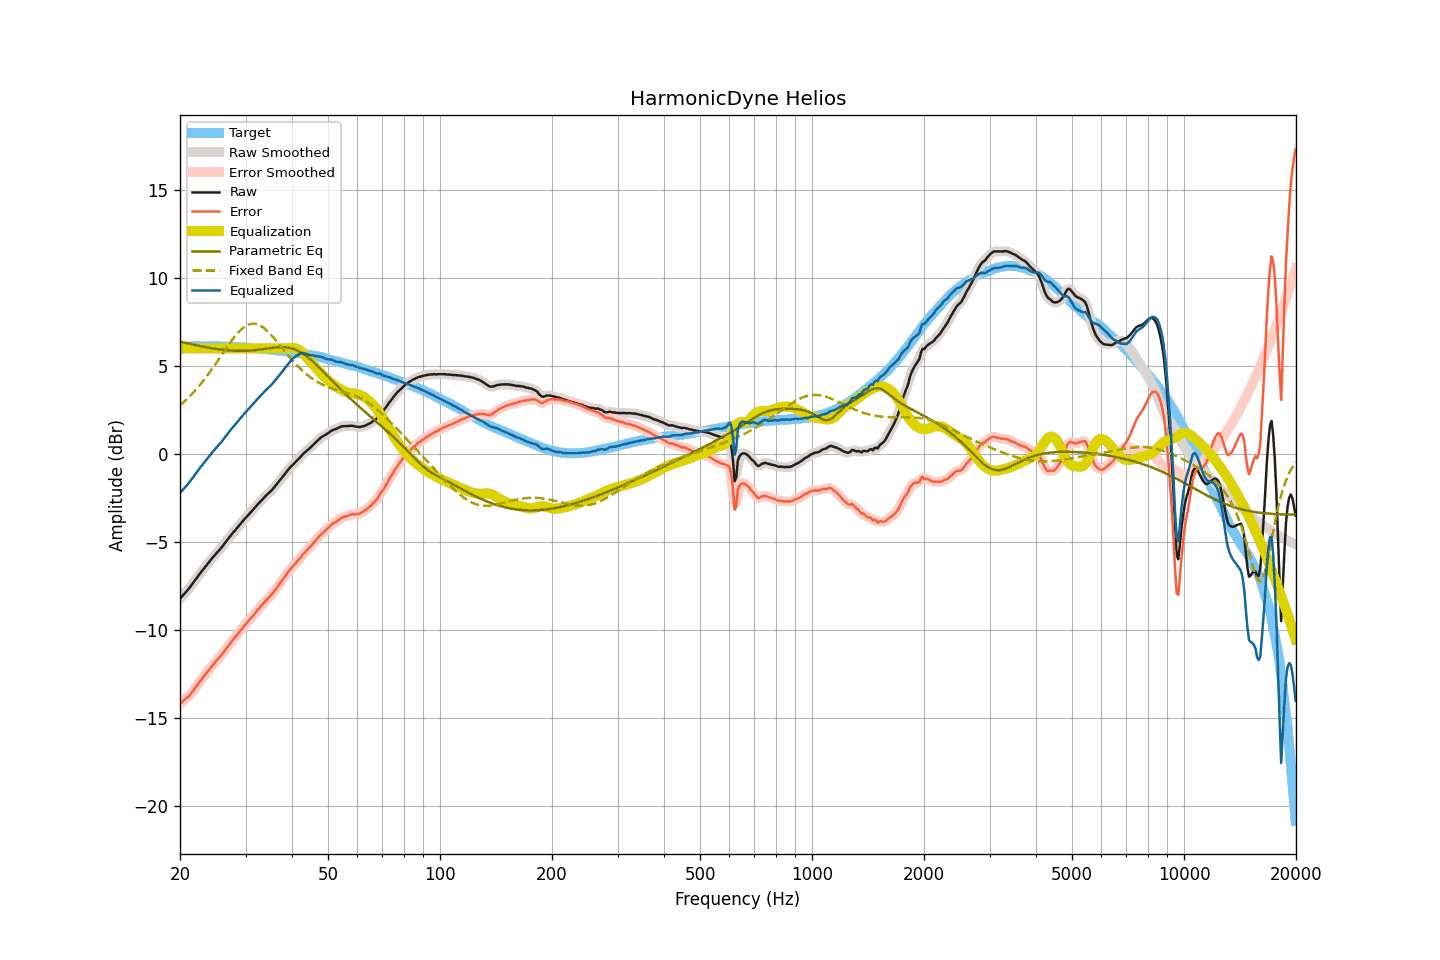 HarmonicDyne Helios
Target
Raw Smoothed
Error Smoothed
Raw
Error
Equalization
Parametric Eq
Fixed Band Eq
Equalized
Amplitude (dBr)
15
10
5
0
−5
−10
−15
−20
20 50 100 200 500 1000 2000 5000 10000 20000
Frequency (Hz)